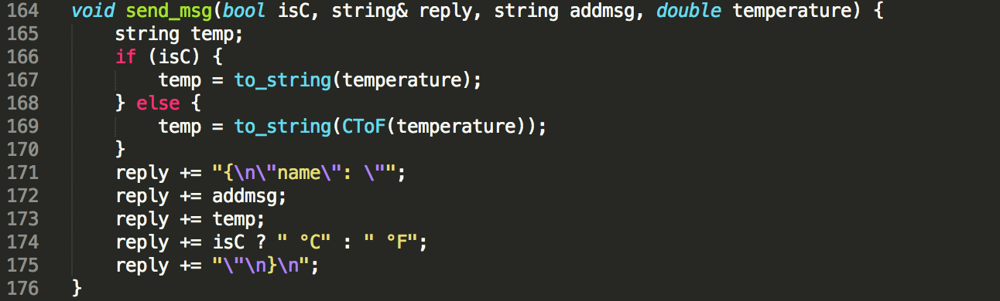 164 void send_msg(bool isC, string& reply, string addmsg, double temperature) {
165     string temp;
166     if (isC) {
167         temp = to_string(temperature);
168     } else {
169         temp = to_string(CToF(temperature));
170     }
171     reply += "{\n\"name\": \"";
172     reply += addmsg;
173     reply += temp;
174     reply += isC ? " °C" : " °F";
175     reply += "\"\n}\n";
176 }